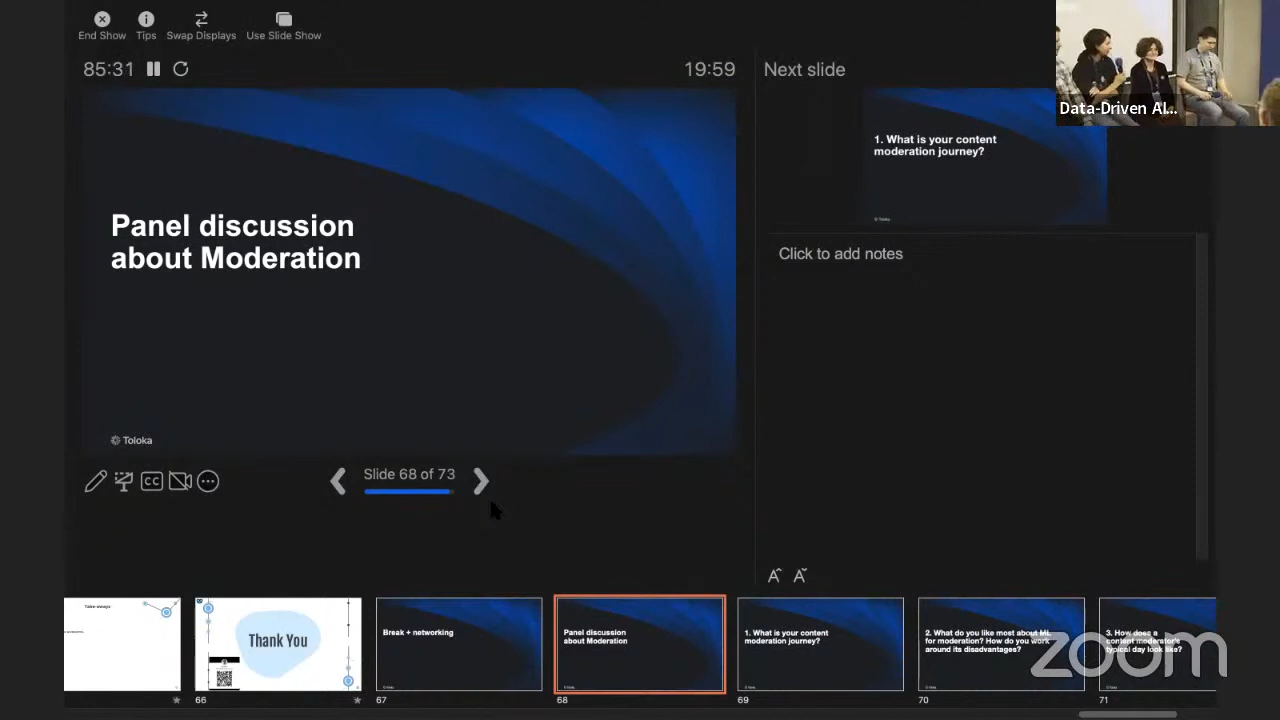 End Show
Tips
Swap Displays
Use Slide Show
85:31
19:59
Next slide
Data-Driven AI...
Panel discussion
about Moderation
Toloka
1. What is your content
moderation journey?
Toloka
Click to add notes
CC
Slide 68 of 73
Take-aways
Thank You
66
Break + networking
67
Panel discussion
about Moderation
68
1. What is your content
moderation journey?
69
2. What do you like most about ML
for moderation? How do you work
around its disadvantages?
70
3. How does a
content moderator's
typical day look like?
71
zoom